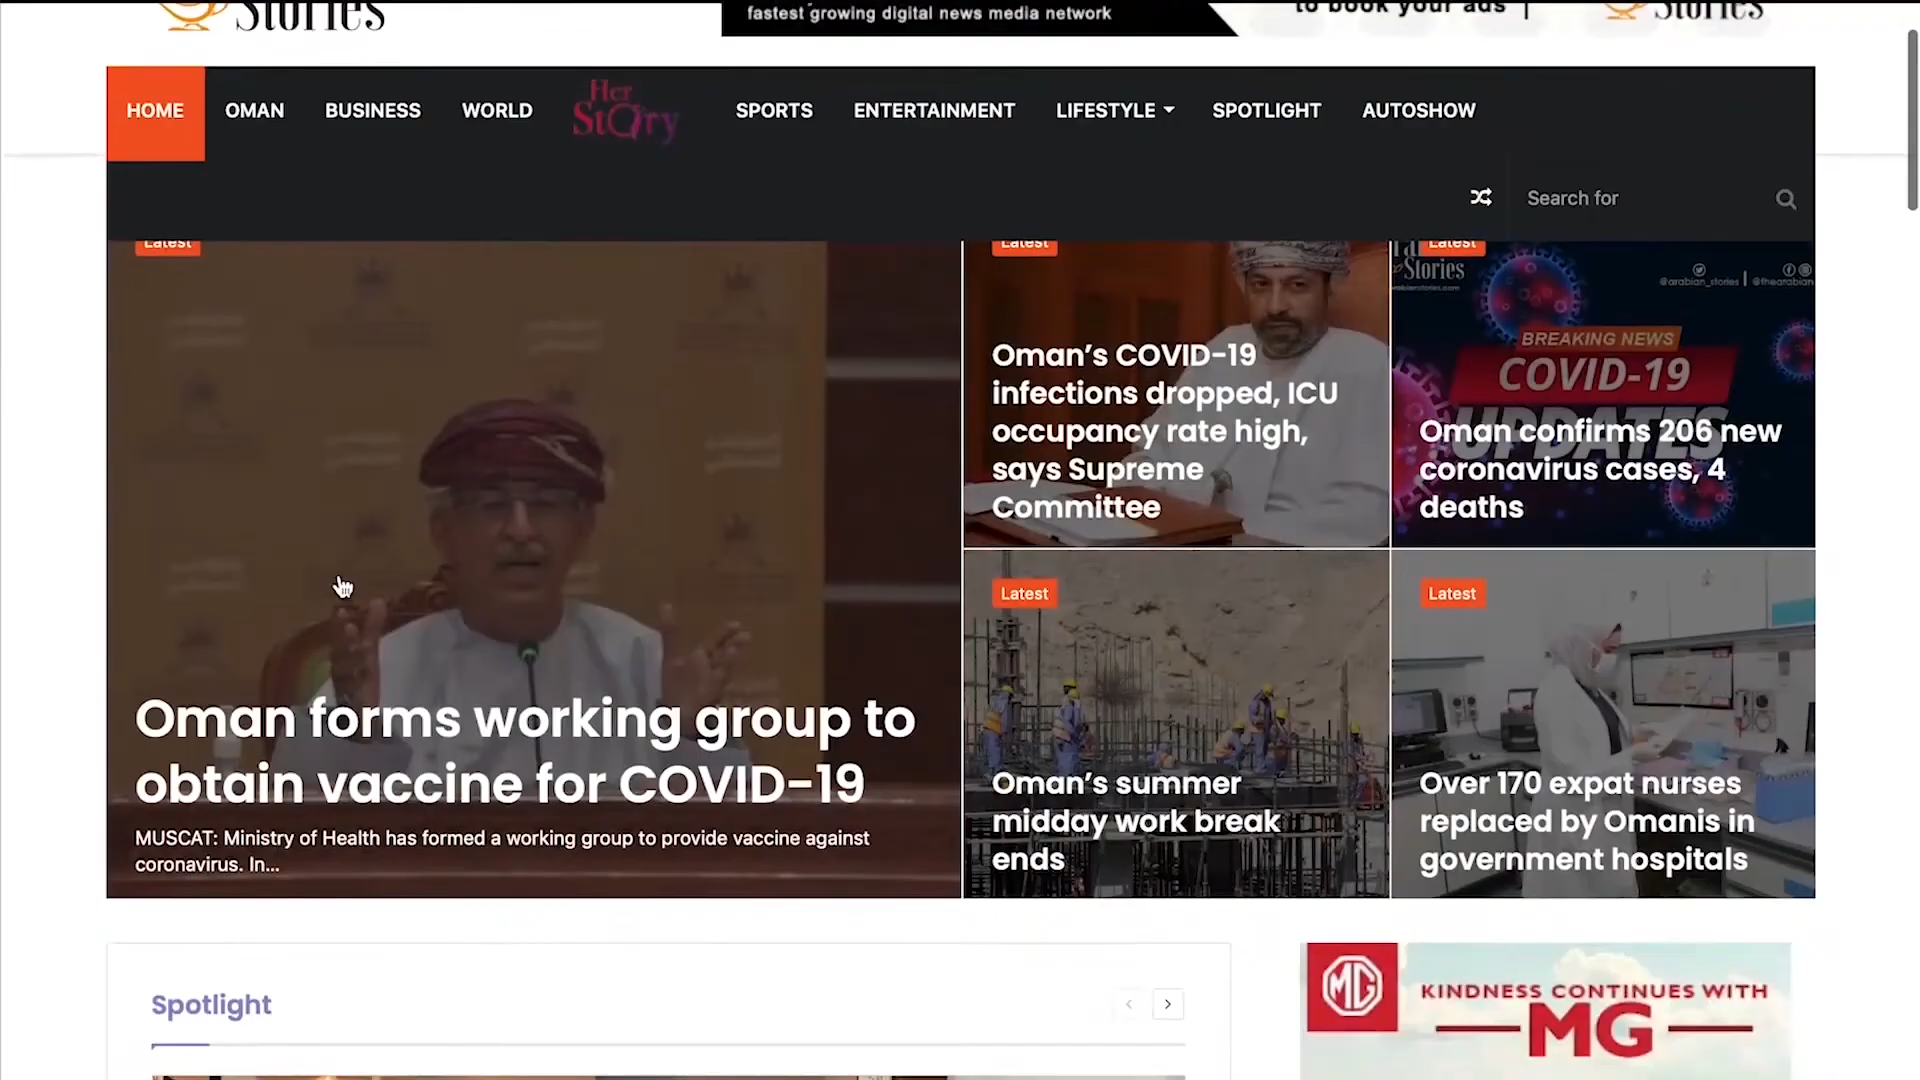 Stories
fastest growing digital news media network
to book your ads |
Stories
HOME
OMAN
BUSINESS
WORLD
Her
Story
SPORTS
ENTERTAINMENT
LIFESTYLE
SPOTLIGHT
AUTOSHOW
Search for
Latest
Oman forms working group to
obtain vaccine for COVID-19
MUSCAT: Ministry of Health has formed a working group to provide vaccine against
coronavirus. In...
Latest
Oman’s COVID-19
infections dropped, ICU
occupancy rate high,
says Supreme
Committee
Latest
Stories
@arabian_stories | @thearabian
BREAKING NEWS
COVID-19
UPDATES
Oman confirms 206 new
coronavirus cases, 4
deaths
Latest
Oman’s summer
midday work break
ends
Latest
Over 170 expat nurses
replaced by Omanis in
government hospitals
Spotlight
MG
KINDNESS CONTINUES WITH
MG